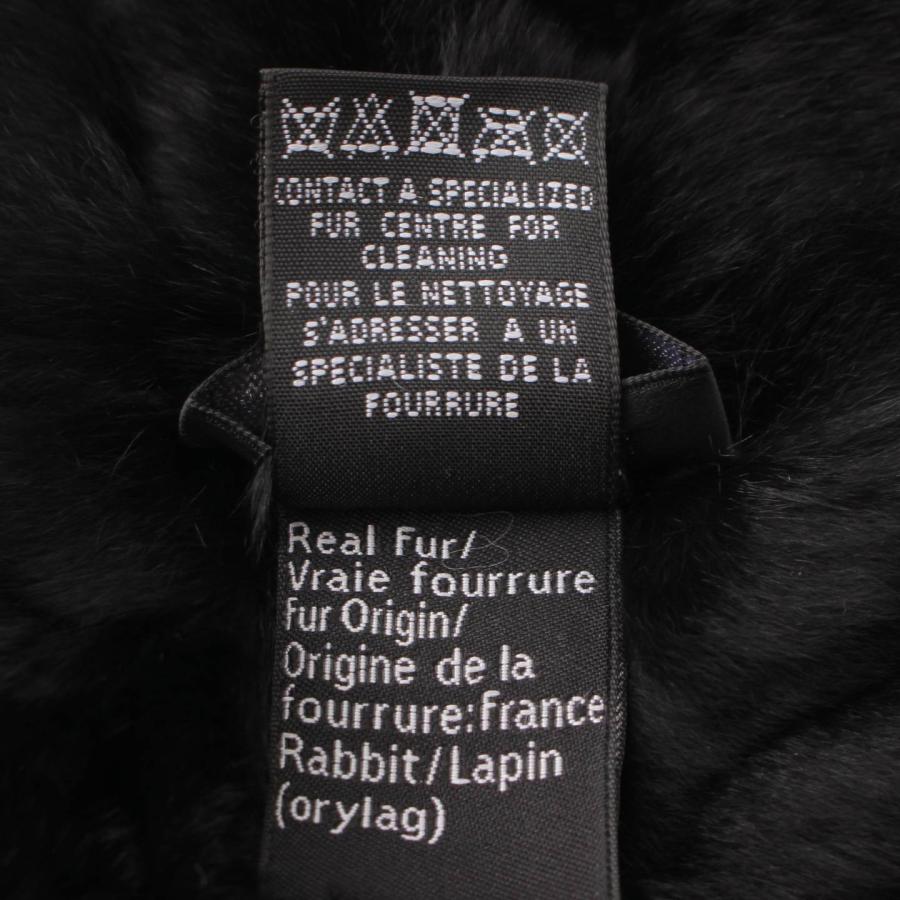 CONTACT A SPECIALIZED
FUR CENTRE FOR
CLEANING
POUR LE NETTOYAGE
S'ADRESSER A UN
SPECIALISTE DE LA
FOURRURE
Real Fur/
Vraie fourrure
Fur Origin/
Origine de la
fourrure:France
Rabbit/Lapin
(orylag)